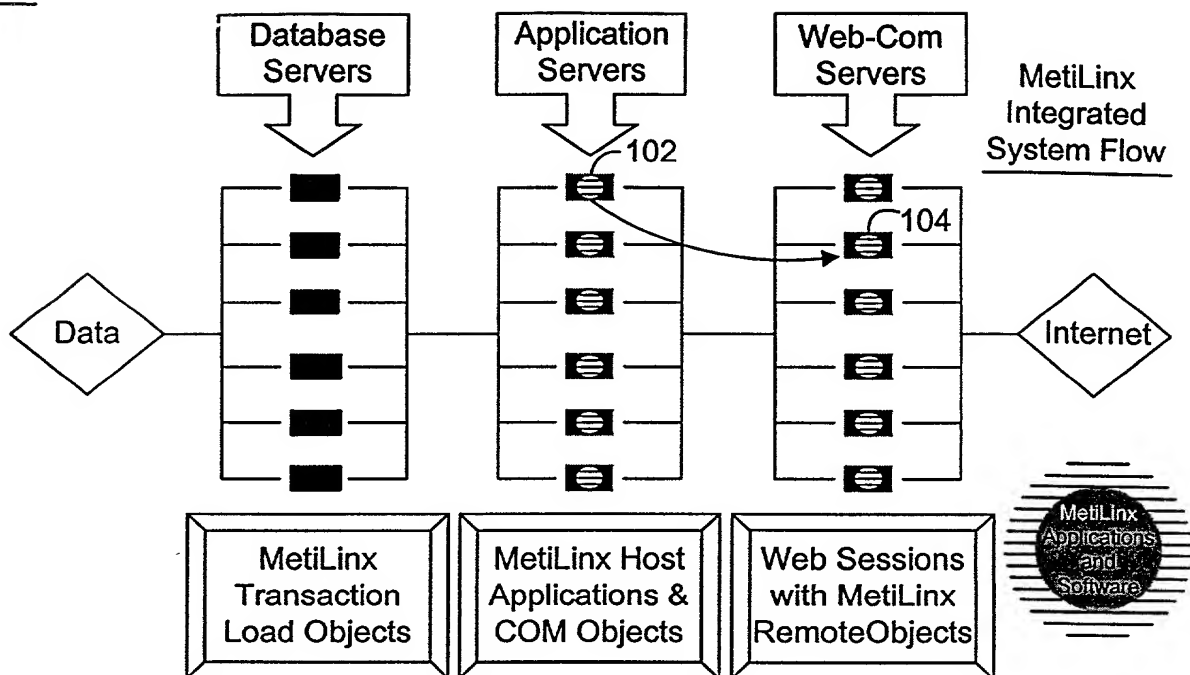 Database
Servers
Application
Servers
Web-Com
Servers
MetiLinx
Integrated
System Flow
102
104
Data
Internet
MetiLinx
Transaction
Load Objects
MetiLinx Host
Applications &
COM Objects
Web Sessions
with MetiLinx
RemoteObjects
MetiLinx
Applications
and
Software